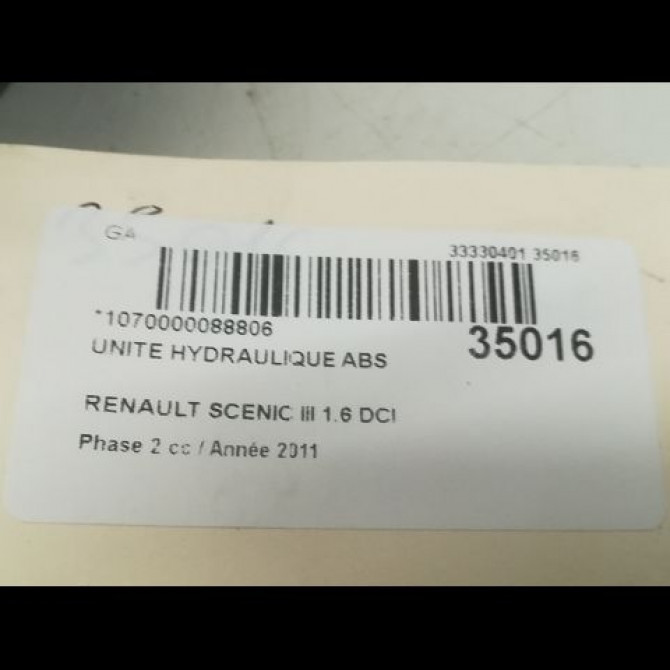 GA
33330401 35016
*1070000088806
35016
UNITE HYDRAULIQUE ABS
RENAULT SCENIC III 1.6 DCI
Phase 2 cc / Année 2011